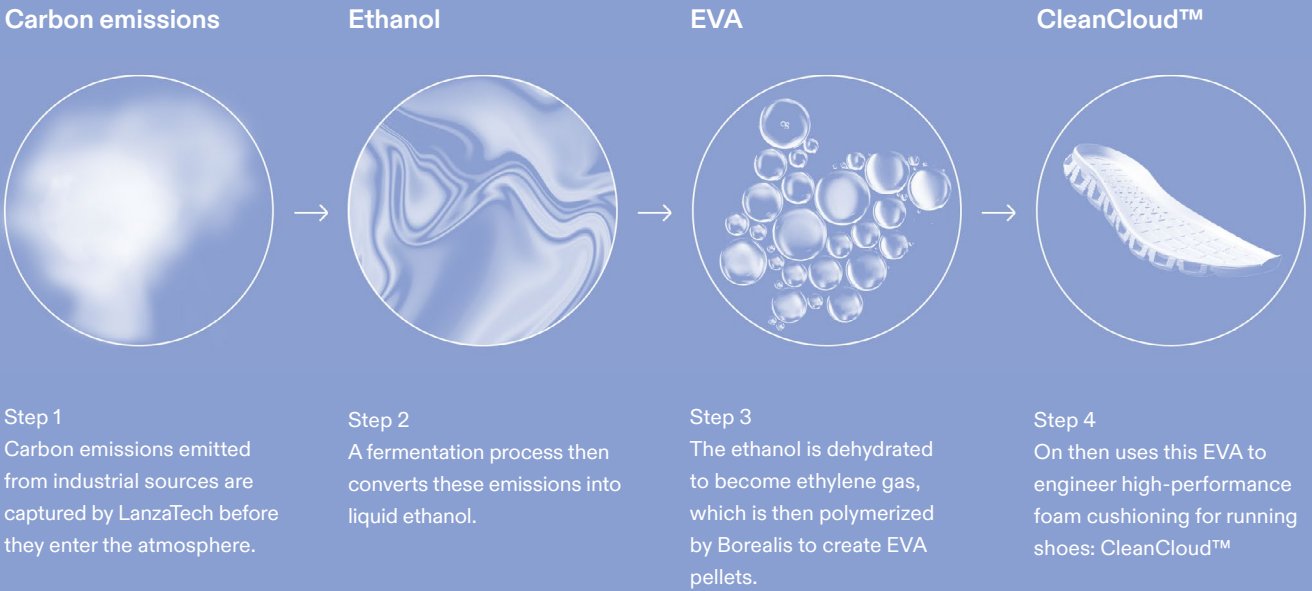 Carbon emissions
Ethanol
EVA
CleanCloud™
Step 1
Carbon emissions emitted
from industrial sources are
captured by LanzaTech before
they enter the atmosphere.
Step 2
A fermentation process then
converts these emissions into
liquid ethanol.
Step 3
The ethanol is dehydrated
to become ethylene gas,
which is then polymerized
by Borealis to create EVA
pellets.
Step 4
On then uses this EVA to
engineer high-performance
foam cushioning for running
shoes: CleanCloud™